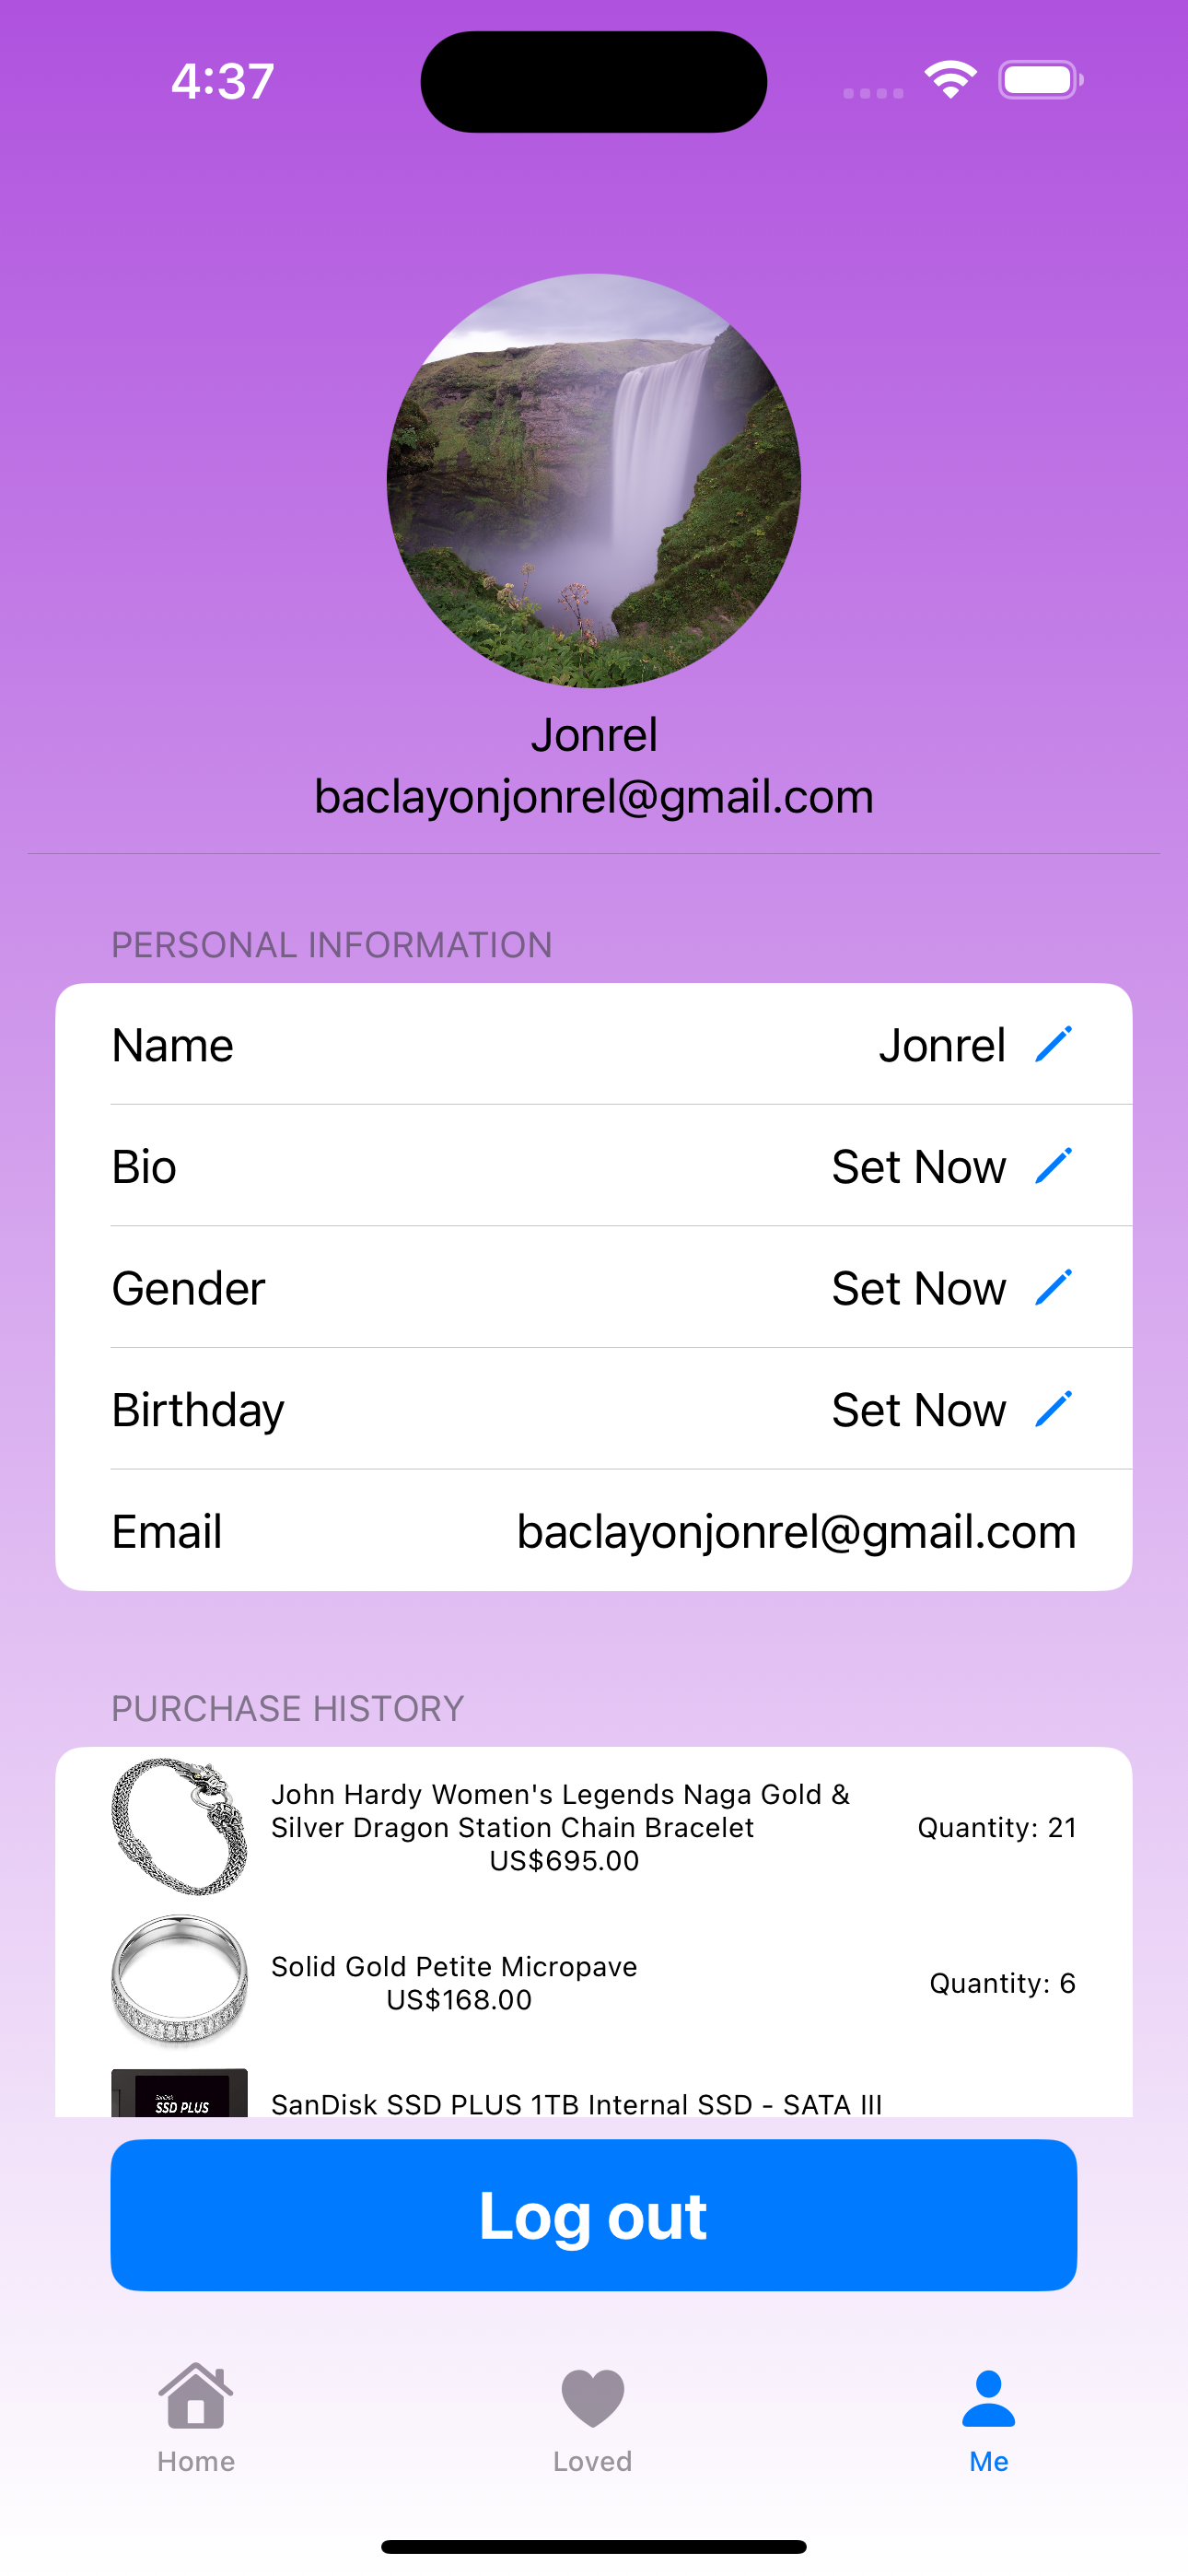 4:37
Jonrel
baclayonjonrel@gmail.com
PERSONAL INFORMATION
Name Jonrel
Bio Set Now
Gender Set Now
Birthday Set Now
Email baclayonjonrel@gmail.com
PURCHASE HISTORY
John Hardy Women's Legends Naga Gold &
Silver Dragon Station Chain Bracelet
US$695.00
Quantity: 21
Solid Gold Petite Micropave
US$168.00
Quantity: 6
SanDisk
SSD PLUS
SanDisk SSD PLUS 1TB Internal SSD - SATA III
Log out
Home
Loved
Me